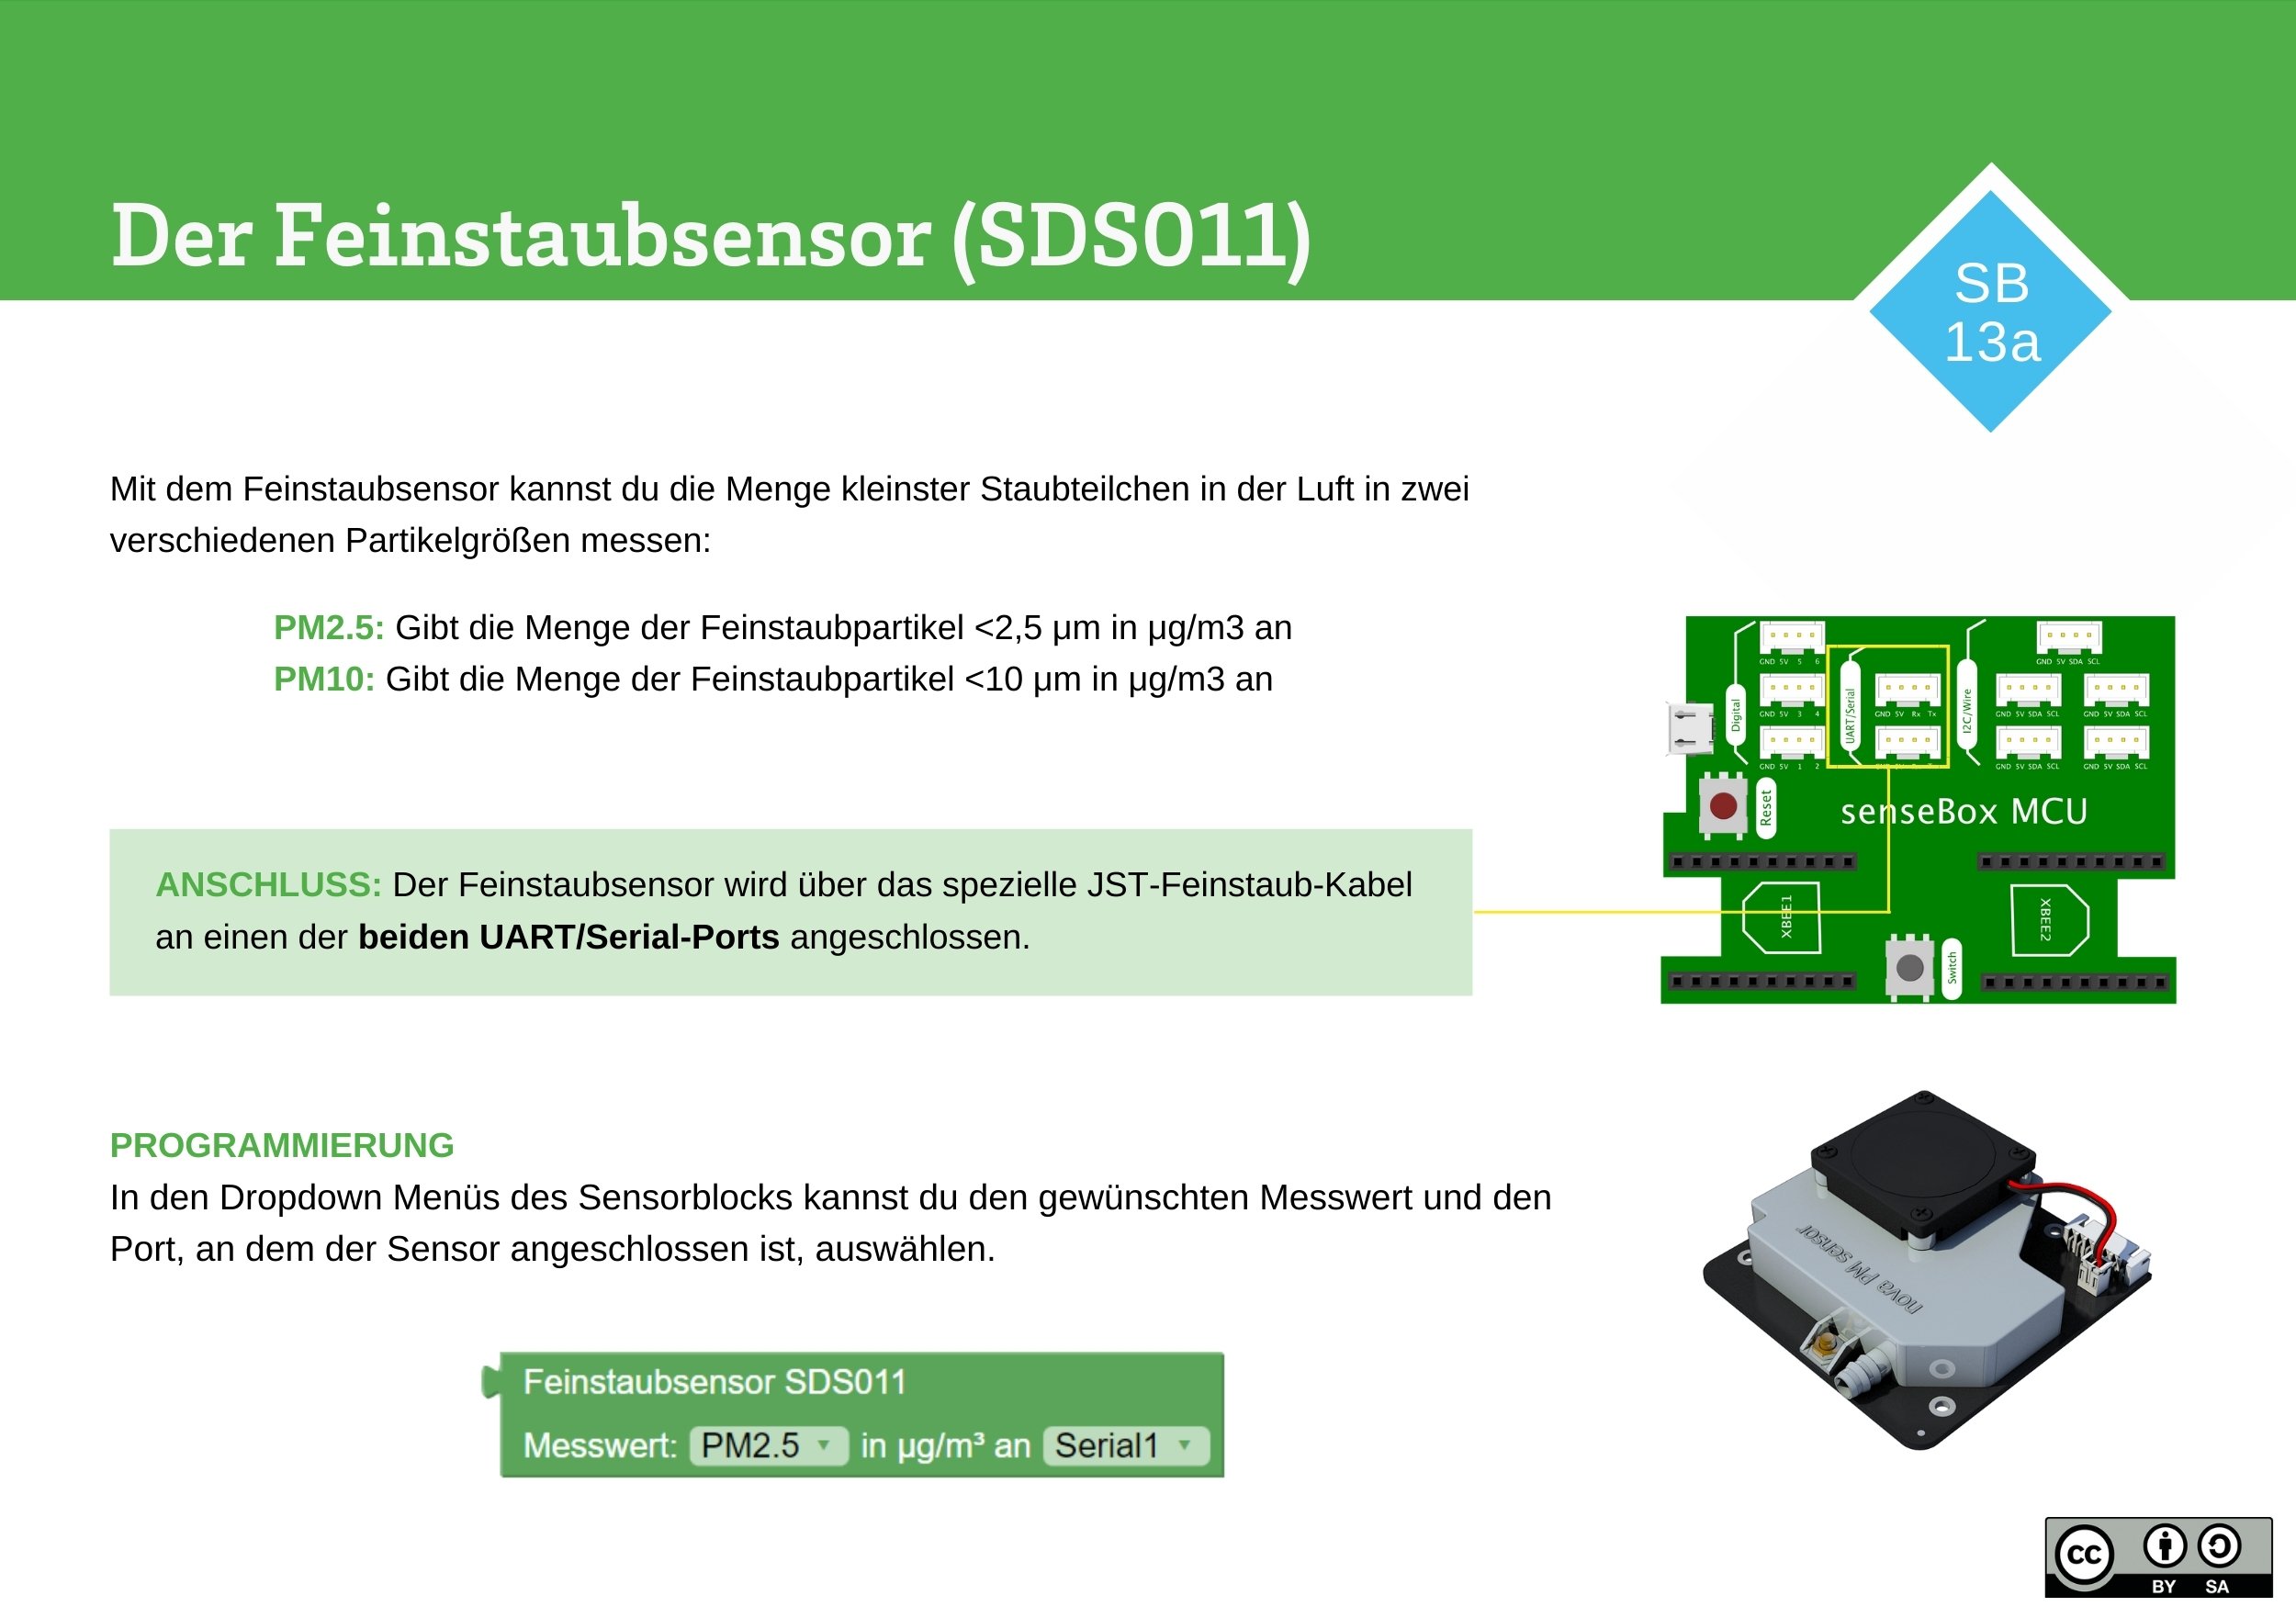 Der Feinstaubsensor (SDS011)
SB
13a
Mit dem Feinstaubsensor kannst du die Menge kleinster Staubteilchen in der Luft in zwei
verschiedenen Partikelgrößen messen:
PM2.5: Gibt die Menge der Feinstaubpartikel <2,5 μm in μg/m3 an
PM10: Gibt die Menge der Feinstaubpartikel <10 μm in μg/m3 an
GND 5V 5 6
GND 5V SDA SCL
Digital
GND 5V 3 4
UART/Serial
GND 5V Rx Tx
I2C/Wire
GND 5V SDA SCL
GND 5V SDA SCL
GND 5V 1 2
GND 5V SDA SCL
GND 5V SDA SCL
Reset
senseBox MCU
ANSCHLUSS: Der Feinstaubsensor wird über das spezielle JST-Feinstaub-Kabel
an einen der beiden UART/Serial-Ports angeschlossen.
XBEE1
XBEE2
Switch
PROGRAMMIERUNG
In den Dropdown Menüs des Sensorblocks kannst du den gewünschten Messwert und den
Port, an dem der Sensor angeschlossen ist, auswählen.
nova PM sensor
Feinstaubsensor SDS011
Messwert: PM2.5 in μg/m³ an Serial1
cc
BY SA